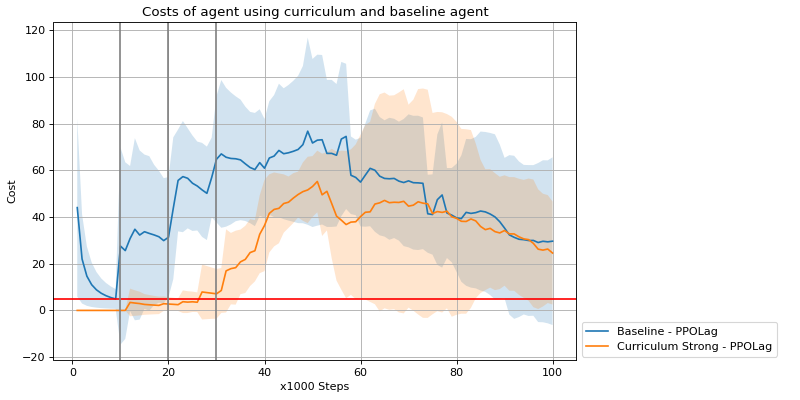 Costs of agent using curriculum and baseline agent
120
100
80
60
40
20
0
−20
Cost
0
20
40
60
80
100
x1000 Steps
Baseline - PPOLag
Curriculum Strong - PPOLag